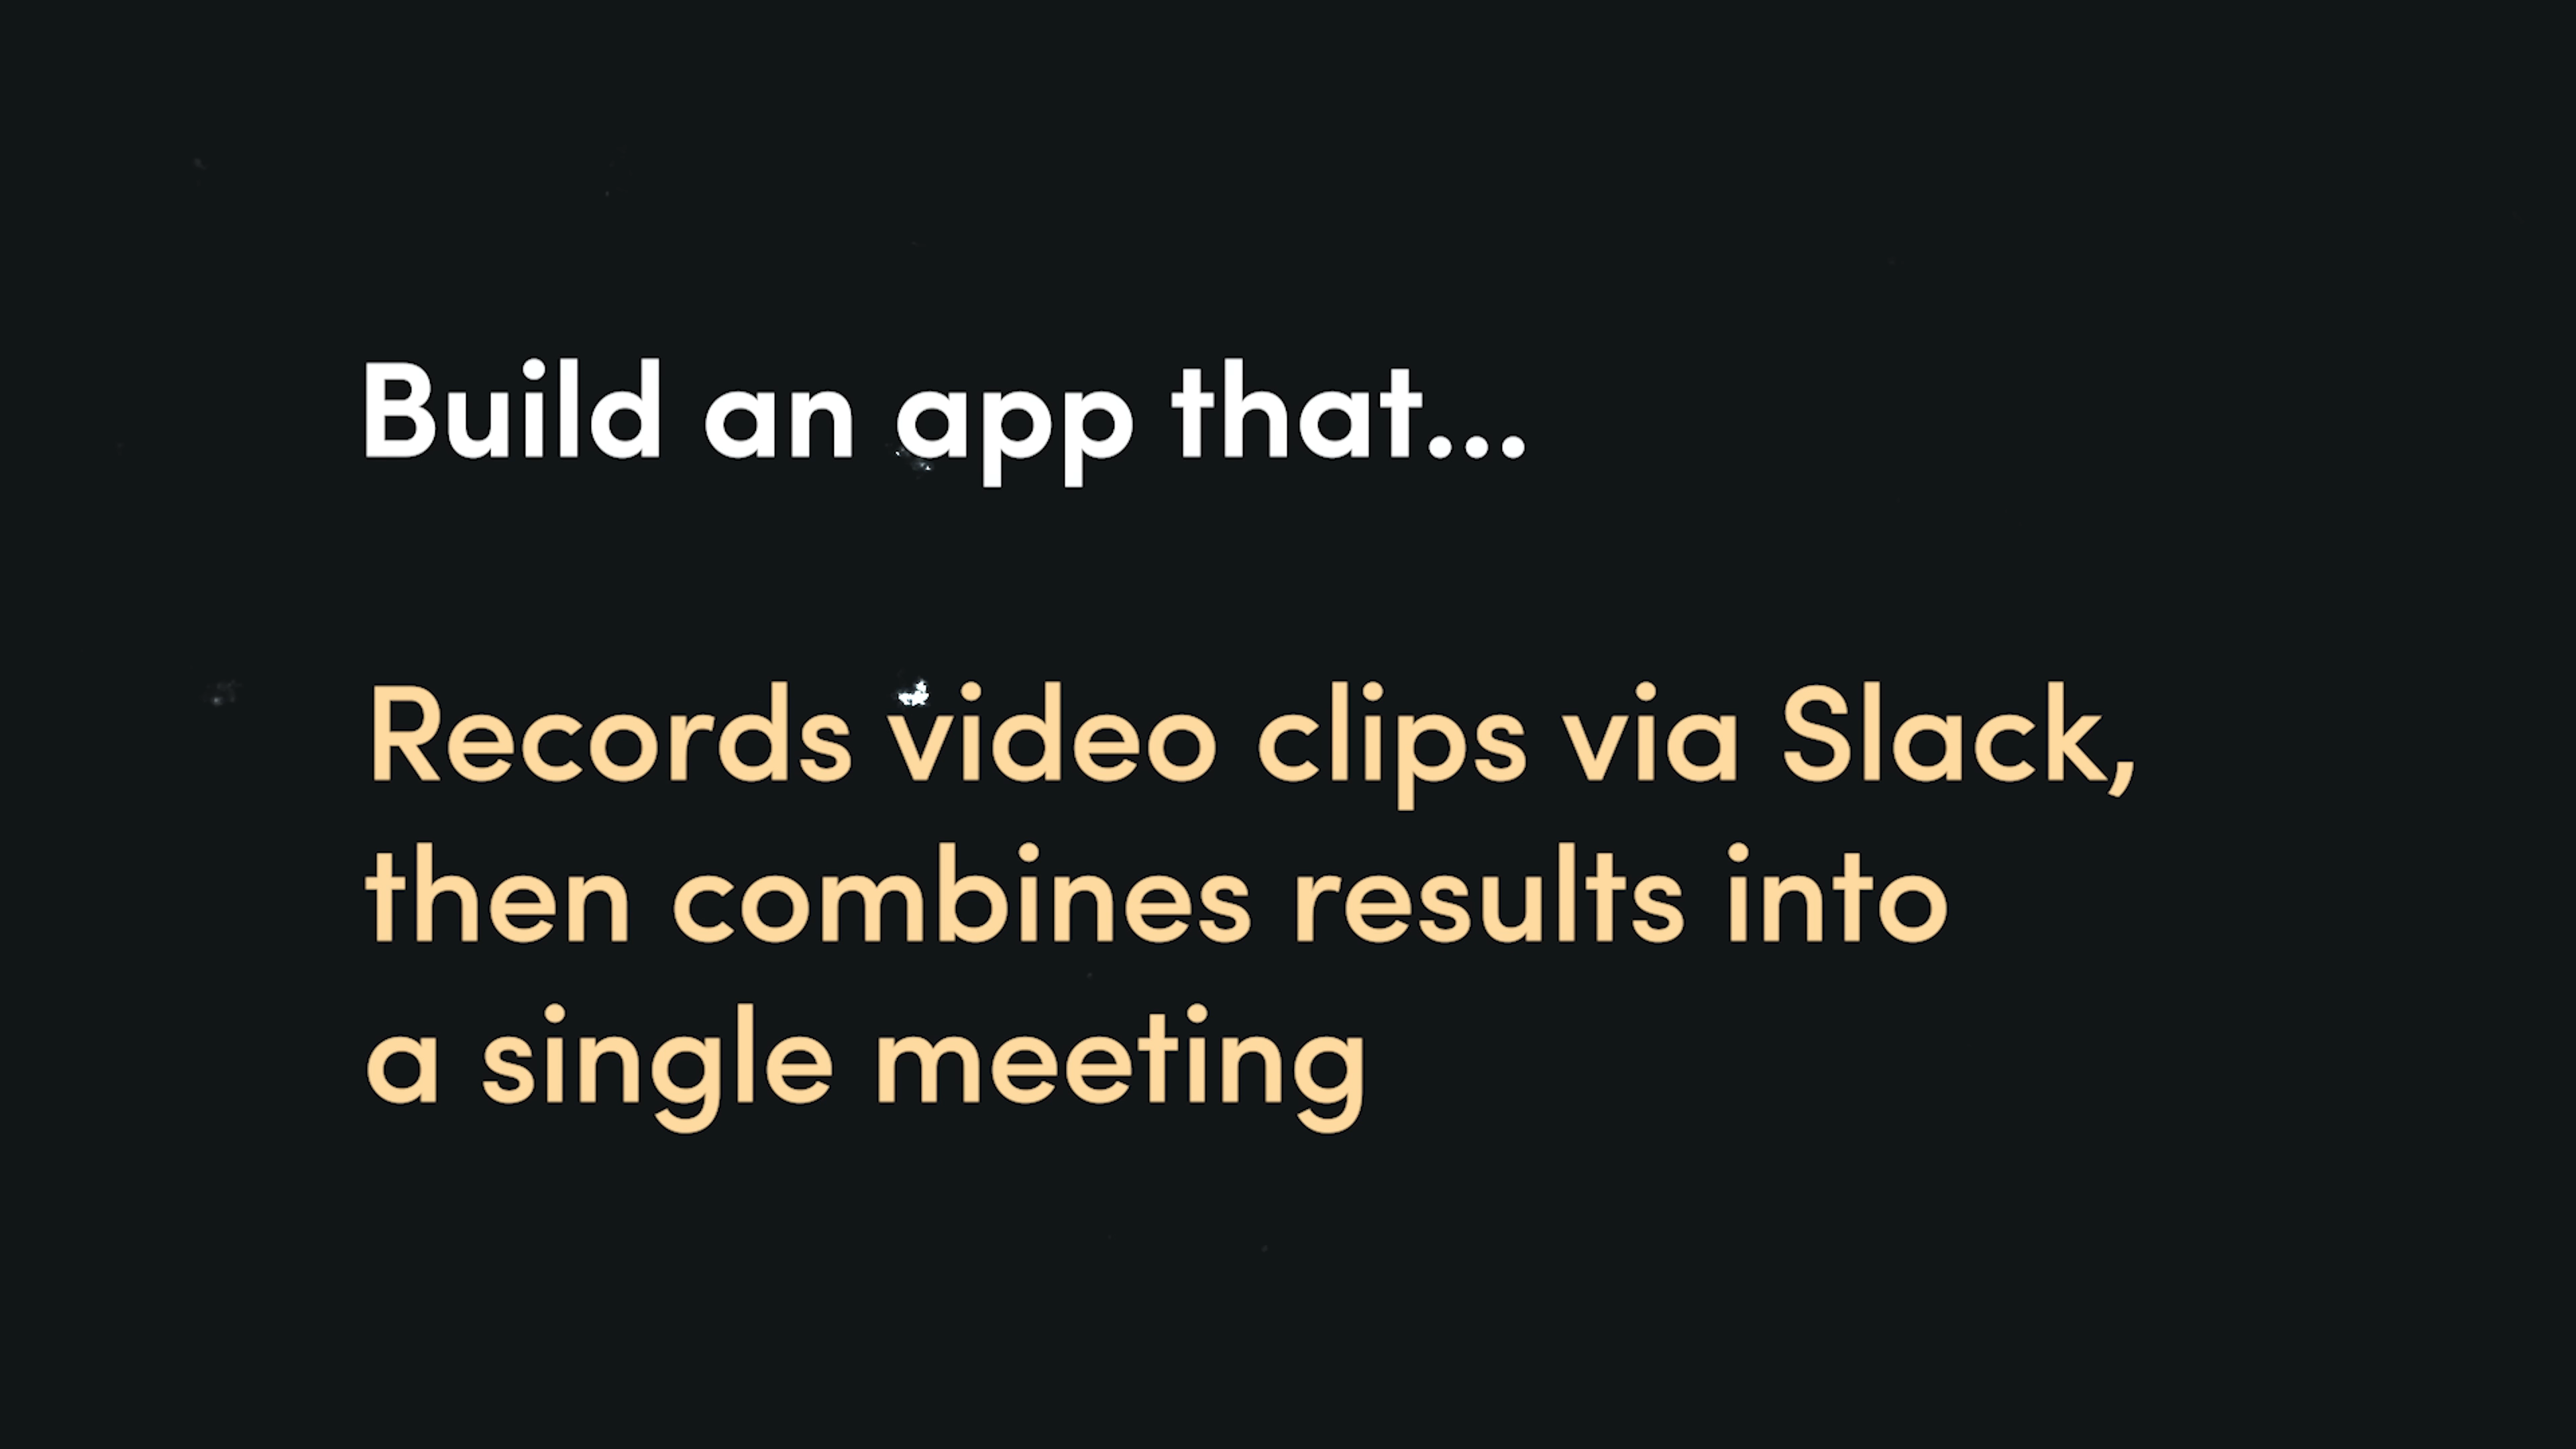 Build an app that...
Records video clips via Slack,
then combines results into
a single meeting